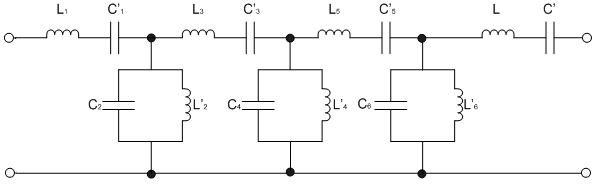 L₁ C'₁ L₃ C'₃ L₅ C'₅ L C'
C₂ L'₂ C₄ L'₄ C₆ L'₆